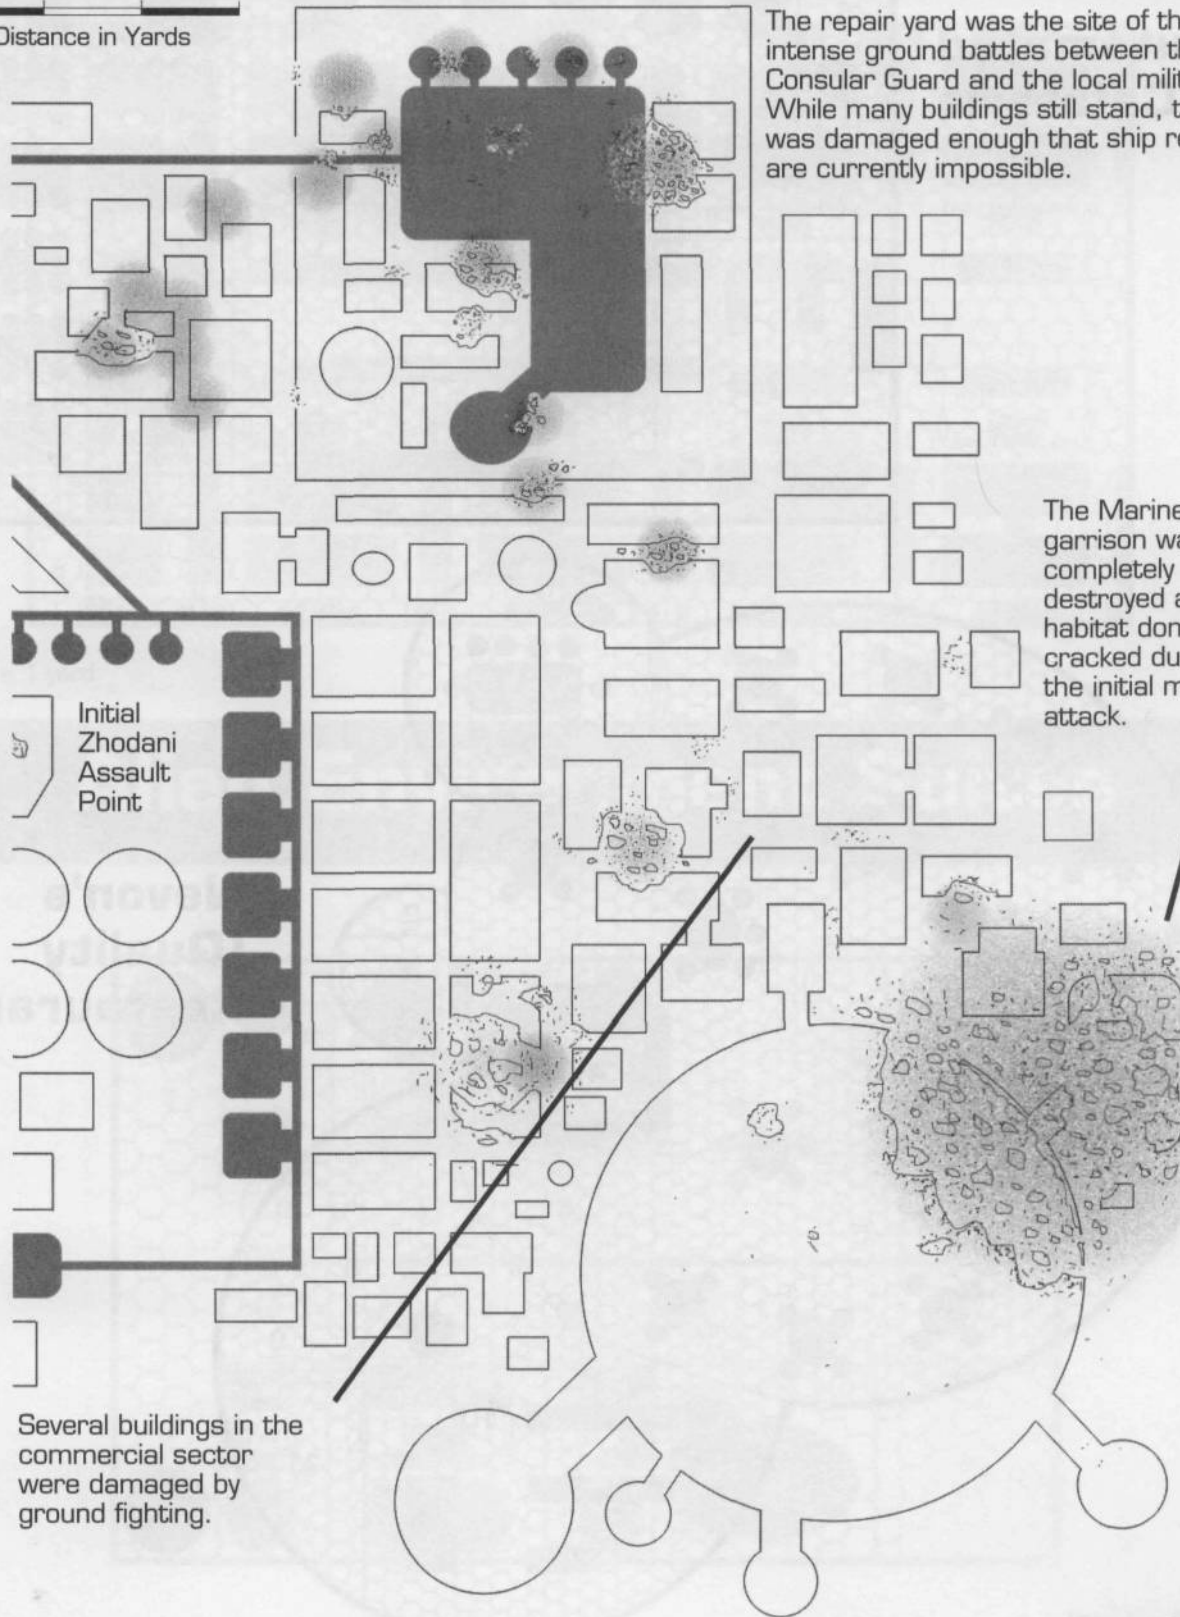 Distance in Yards
The repair yard was the site of th
intense ground battles between th
Consular Guard and the local milit
While many buildings still stand, t
was damaged enough that ship re
are currently impossible.
The Marine
garrison wa
completely
destroyed a
habitat don
cracked du
the initial m
attack.
Initial
Zhodani
Assault
Point
Several buildings in the
commercial sector
were damaged by
ground fighting.